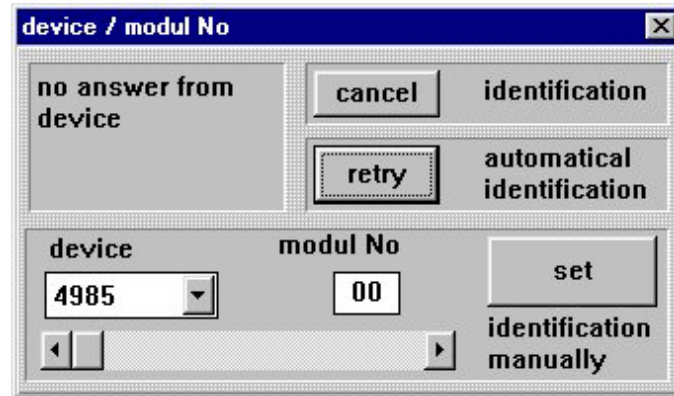 device / modul No
no answer from
device
cancel
identification
retry
automatical
identification
device
modul No
set
4985
00
identification
manually